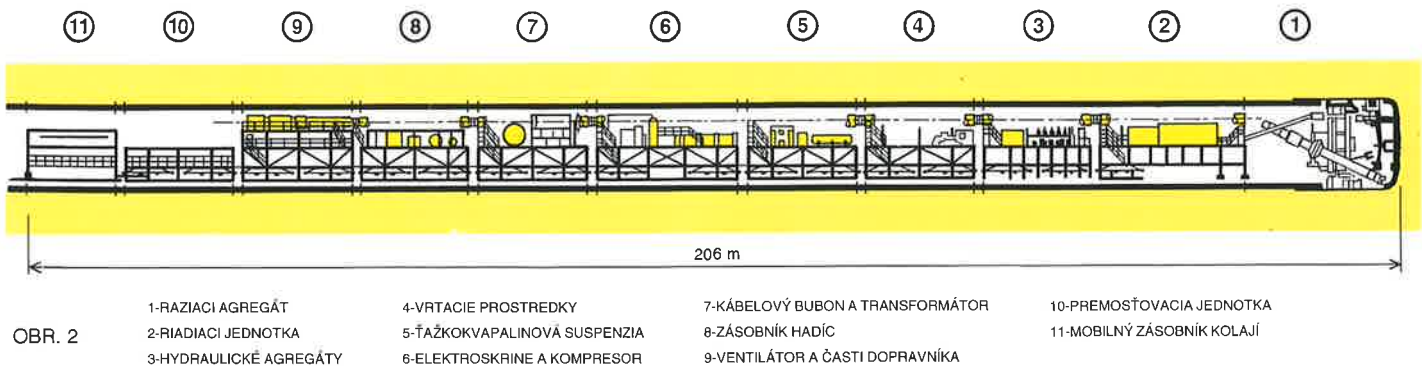 11 10 9 8 7 6 5 4 3 2 1
206 m
OBR. 2
1-RAZIACI AGREGÁT
2-RIADIACI JEDNOTKA
3-HYDRAULICKÉ AGREGÁTY
4-VRTACIE PROSTREDKY
5-ŤAŽKOKVAPALINOVÁ SUSPENZIA
6-ELEKTROSKRINE A KOMPRESOR
7-KÁBELOVÝ BUBON A TRANSFORMÁTOR
8-ZÁSOBNÍK HADÍC
9-VENTILÁTOR A ČASTI DOPRAVNÍKA
10-PREMOSŤOVACIA JEDNOTKA
11-MOBILNÝ ZÁSOBNÍK KOLAJÍ